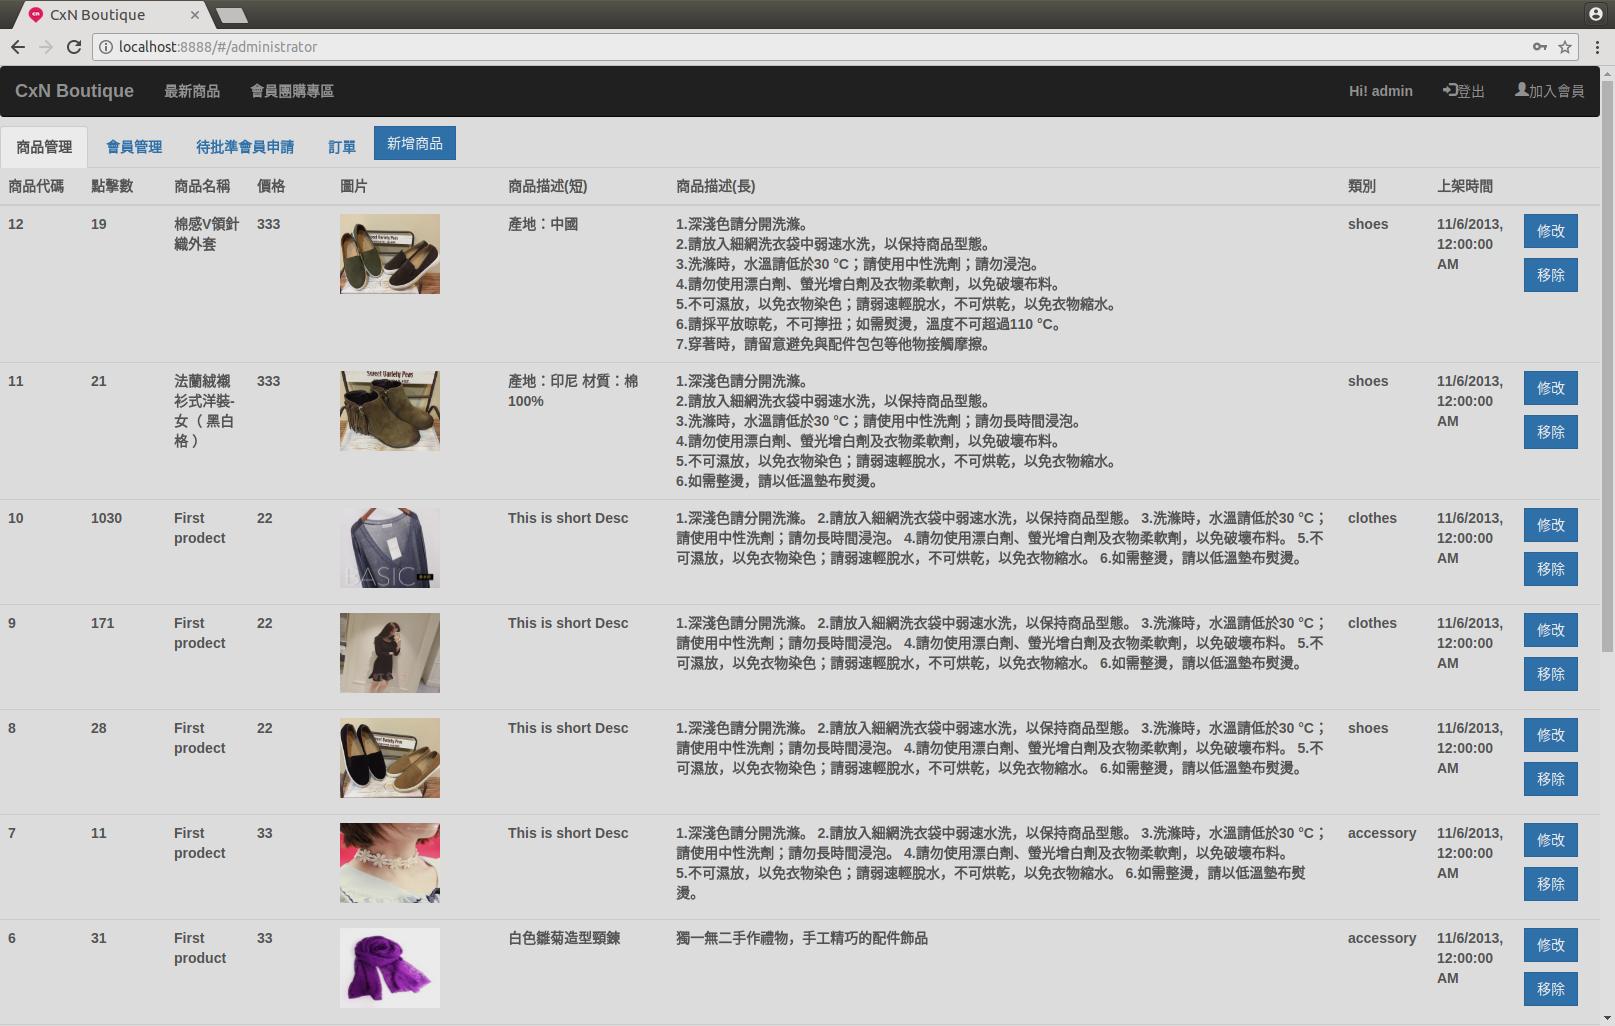 CxN Boutique
localhost:8888/#/administrator
CxN Boutique 最新商品 會員團購專區 Hi! admin 登出 加入會員
商品管理 會員管理 待批準會員申請 訂單 新增商品
商品代碼 點擊數 商品名稱 價格 圖片 商品描述(短) 商品描述(長) 類別 上架時間
12 19 棉感V領針 333 產地：中國 1.深淺色請分開洗滌。 shoes 11/6/2013, 修改
織外套 2.請放入細網洗衣袋中弱速水洗，以保持商品型態。 12:00:00
3.洗滌時，水溫請低於30 °C；請使用中性洗劑；請勿浸泡。 AM 移除
4.請勿使用漂白劑、螢光增白劑及衣物柔軟劑，以免破壞布料。
5.不可濕放，以免衣物染色；請弱速輕脫水，不可烘乾，以免衣物縮水。
6.請採平放晾乾，不可擰扭；如需熨燙，溫度不可超過110 °C。
7.穿著時，請留意避免與配件包包等他物接觸摩擦。
11 21 法蘭絨襯 333 產地：印尼 材質：棉 1.深淺色請分開洗滌。 shoes 11/6/2013, 修改
衫式洋裝- 100% 2.請放入細網洗衣袋中弱速水洗，以保持商品型態。 12:00:00
女（黑白 3.洗滌時，水溫請低於30 °C；請使用中性洗劑；請勿長時間浸泡。 AM 移除
格） 4.請勿使用漂白劑、螢光增白劑及衣物柔軟劑，以免破壞布料。
5.不可濕放，以免衣物染色；請弱速輕脫水，不可烘乾，以免衣物縮水。
6.如需整燙，請以低溫墊布熨燙。
10 1030 First 22 This is short Desc 1.深淺色請分開洗滌。 2.請放入細網洗衣袋中弱速水洗，以保持商品型態。 3.洗滌時，水溫請低於30 °C； clothes 11/6/2013, 修改
prodect 請使用中性洗劑；請勿長時間浸泡。 4.請勿使用漂白劑、螢光增白劑及衣物柔軟劑，以免破壞布料。 5.不 12:00:00
可濕放，以免衣物染色；請弱速輕脫水，不可烘乾，以免衣物縮水。 6.如需整燙，請以低溫墊布熨燙。 AM 移除
BASIC
9 171 First 22 This is short Desc 1.深淺色請分開洗滌。 2.請放入細網洗衣袋中弱速水洗，以保持商品型態。 3.洗滌時，水溫請低於30 °C； clothes 11/6/2013, 修改
prodect 請使用中性洗劑；請勿長時間浸泡。 4.請勿使用漂白劑、螢光增白劑及衣物柔軟劑，以免破壞布料。 5.不 12:00:00
可濕放，以免衣物染色；請弱速輕脫水，不可烘乾，以免衣物縮水。 6.如需整燙，請以低溫墊布熨燙。 AM 移除
8 28 First 22 This is short Desc 1.深淺色請分開洗滌。 2.請放入細網洗衣袋中弱速水洗，以保持商品型態。 3.洗滌時，水溫請低於30 °C； shoes 11/6/2013, 修改
prodect 請使用中性洗劑；請勿長時間浸泡。 4.請勿使用漂白劑、螢光增白劑及衣物柔軟劑，以免破壞布料。 5.不 12:00:00
可濕放，以免衣物染色；請弱速輕脫水，不可烘乾，以免衣物縮水。 6.如需整燙，請以低溫墊布熨燙。 AM 移除
7 11 First 33 This is short Desc 1.深淺色請分開洗滌。 2.請放入細網洗衣袋中弱速水洗，以保持商品型態。 3.洗滌時，水溫請低於30 °C； accessory 11/6/2013, 修改
prodect 請使用中性洗劑；請勿長時間浸泡。 4.請勿使用漂白劑、螢光增白劑及衣物柔軟劑，以免破壞布料。 12:00:00
5.不可濕放，以免衣物染色；請弱速輕脫水，不可烘乾，以免衣物縮水。 6.如需整燙，請以低溫墊布熨 AM 移除
燙。
6 31 First 33 白色雛菊造型頸鍊 獨一無二手作禮物，手工精巧的配件飾品 accessory 11/6/2013, 修改
product 12:00:00
AM 移除